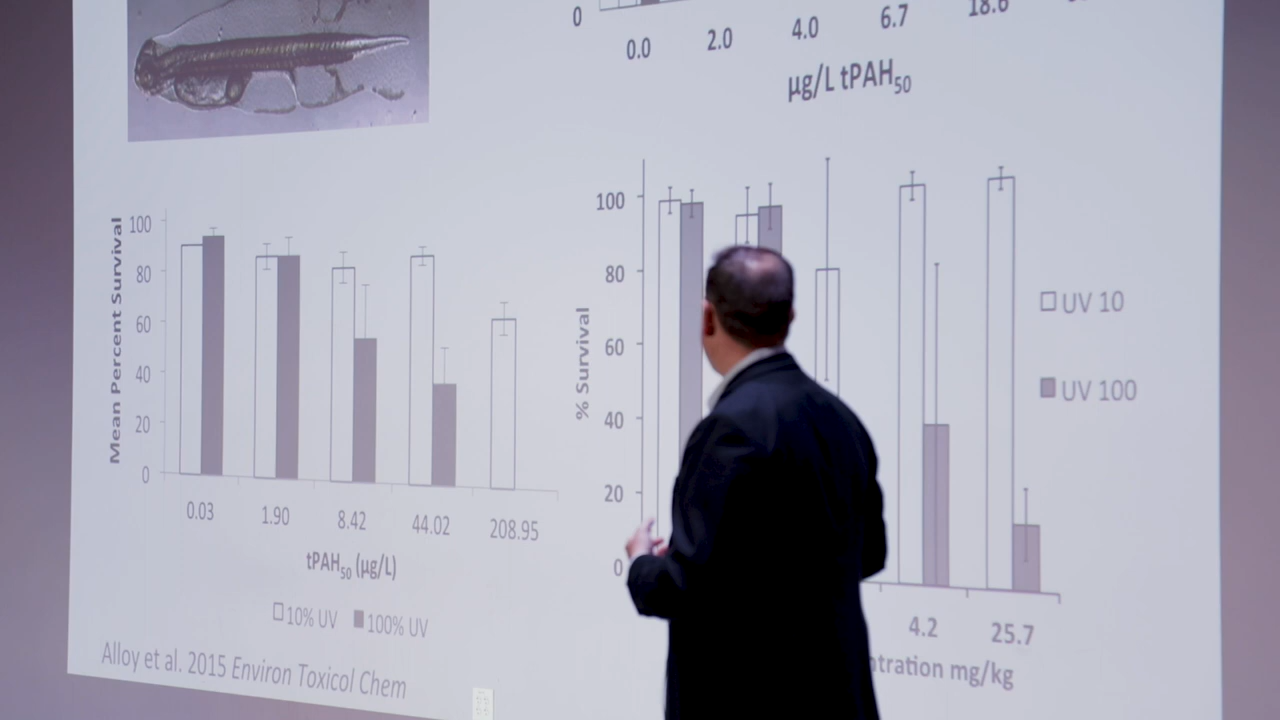 0
0.0 2.0 4.0 6.7 18.6
µg/L tPAH50
Mean Percent Survival
100
80
60
40
20
0
0.03 1.90 8.42 44.02 208.95
tPAH50 (µg/L)
10% UV 100% UV
Alloy et al. 2015 Environ Toxicol Chem
% Survival
100
80
60
40
20
0
UV 10
UV 100
4.2 25.7
tration mg/kg